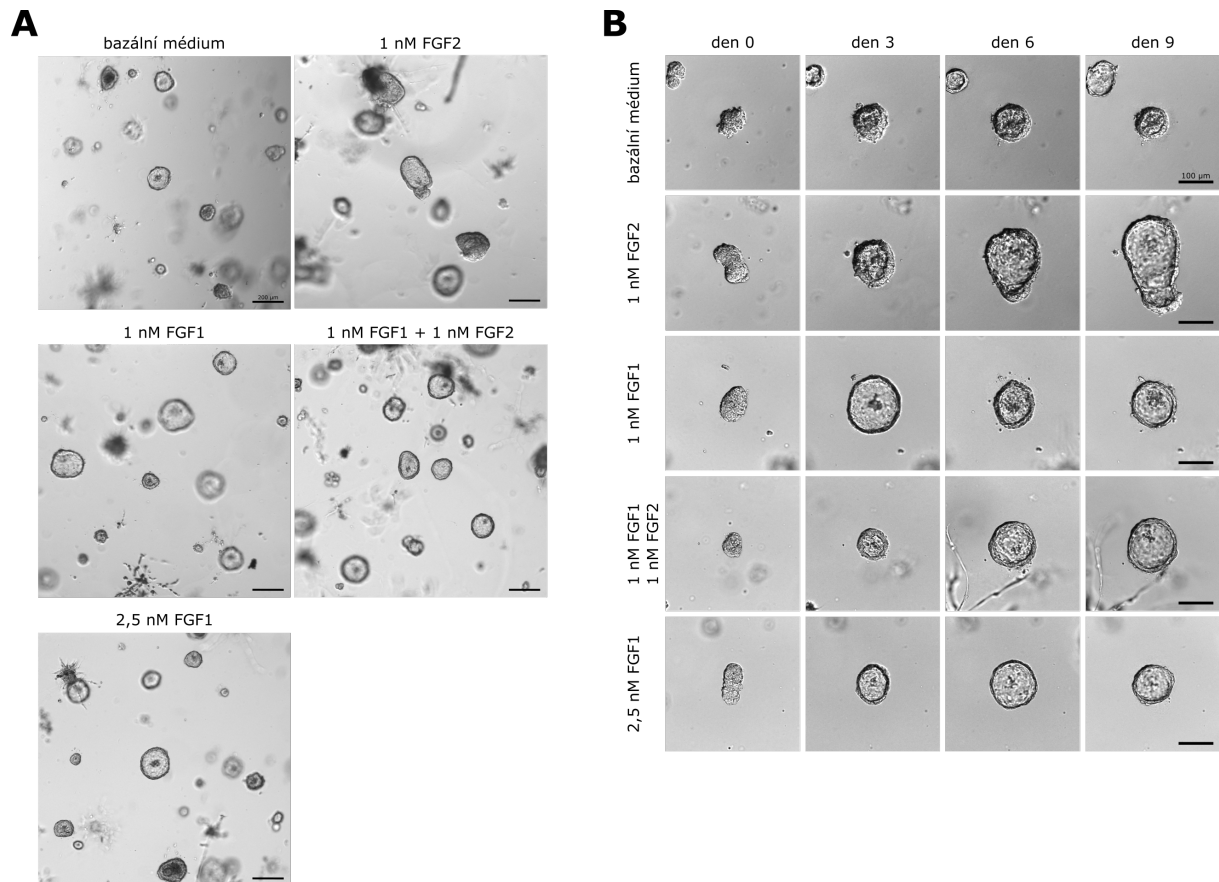 A
bazální médium
1 nM FGF2
200 µm
1 nM FGF1
1 nM FGF1 + 1 nM FGF2
2,5 nM FGF1
B
den 0
den 3
den 6
den 9
bazální médium
100 µm
1 nM FGF2
1 nM FGF1
1 nM FGF1
1 nM FGF2
2,5 nM FGF1